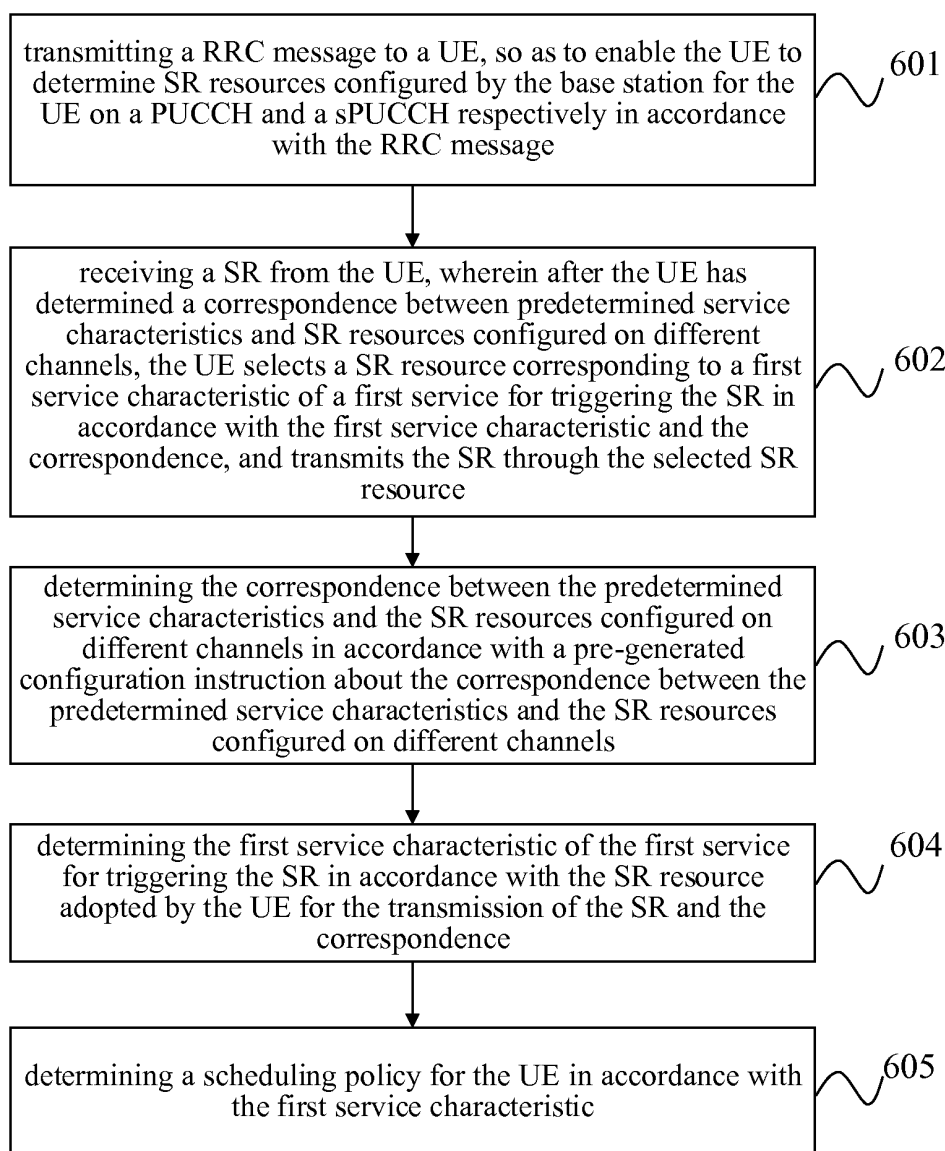 transmitting a RRC message to a UE, so as to enable the UE to
determine SR resources configured by the base station for the
UE on a PUCCH and a sPUCCH respectively in accordance
with the RRC message
601
receiving a SR from the UE, wherein after the UE has
determined a correspondence between predetermined service
characteristics and SR resources configured on different
channels, the UE selects a SR resource corresponding to a first
service characteristic of a first service for triggering the SR in
accordance with the first service characteristic and the
correspondence, and transmits the SR through the selected SR
resource
602
determining the correspondence between the predetermined
service characteristics and the SR resources configured on
different channels in accordance with a pre-generated
configuration instruction about the correspondence between the
predetermined service characteristics and the SR resources
configured on different channels
603
determining the first service characteristic of the first service
for triggering the SR in accordance with the SR resource
adopted by the UE for the transmission of the SR and the
correspondence
604
determining a scheduling policy for the UE in accordance with
the first service characteristic
605